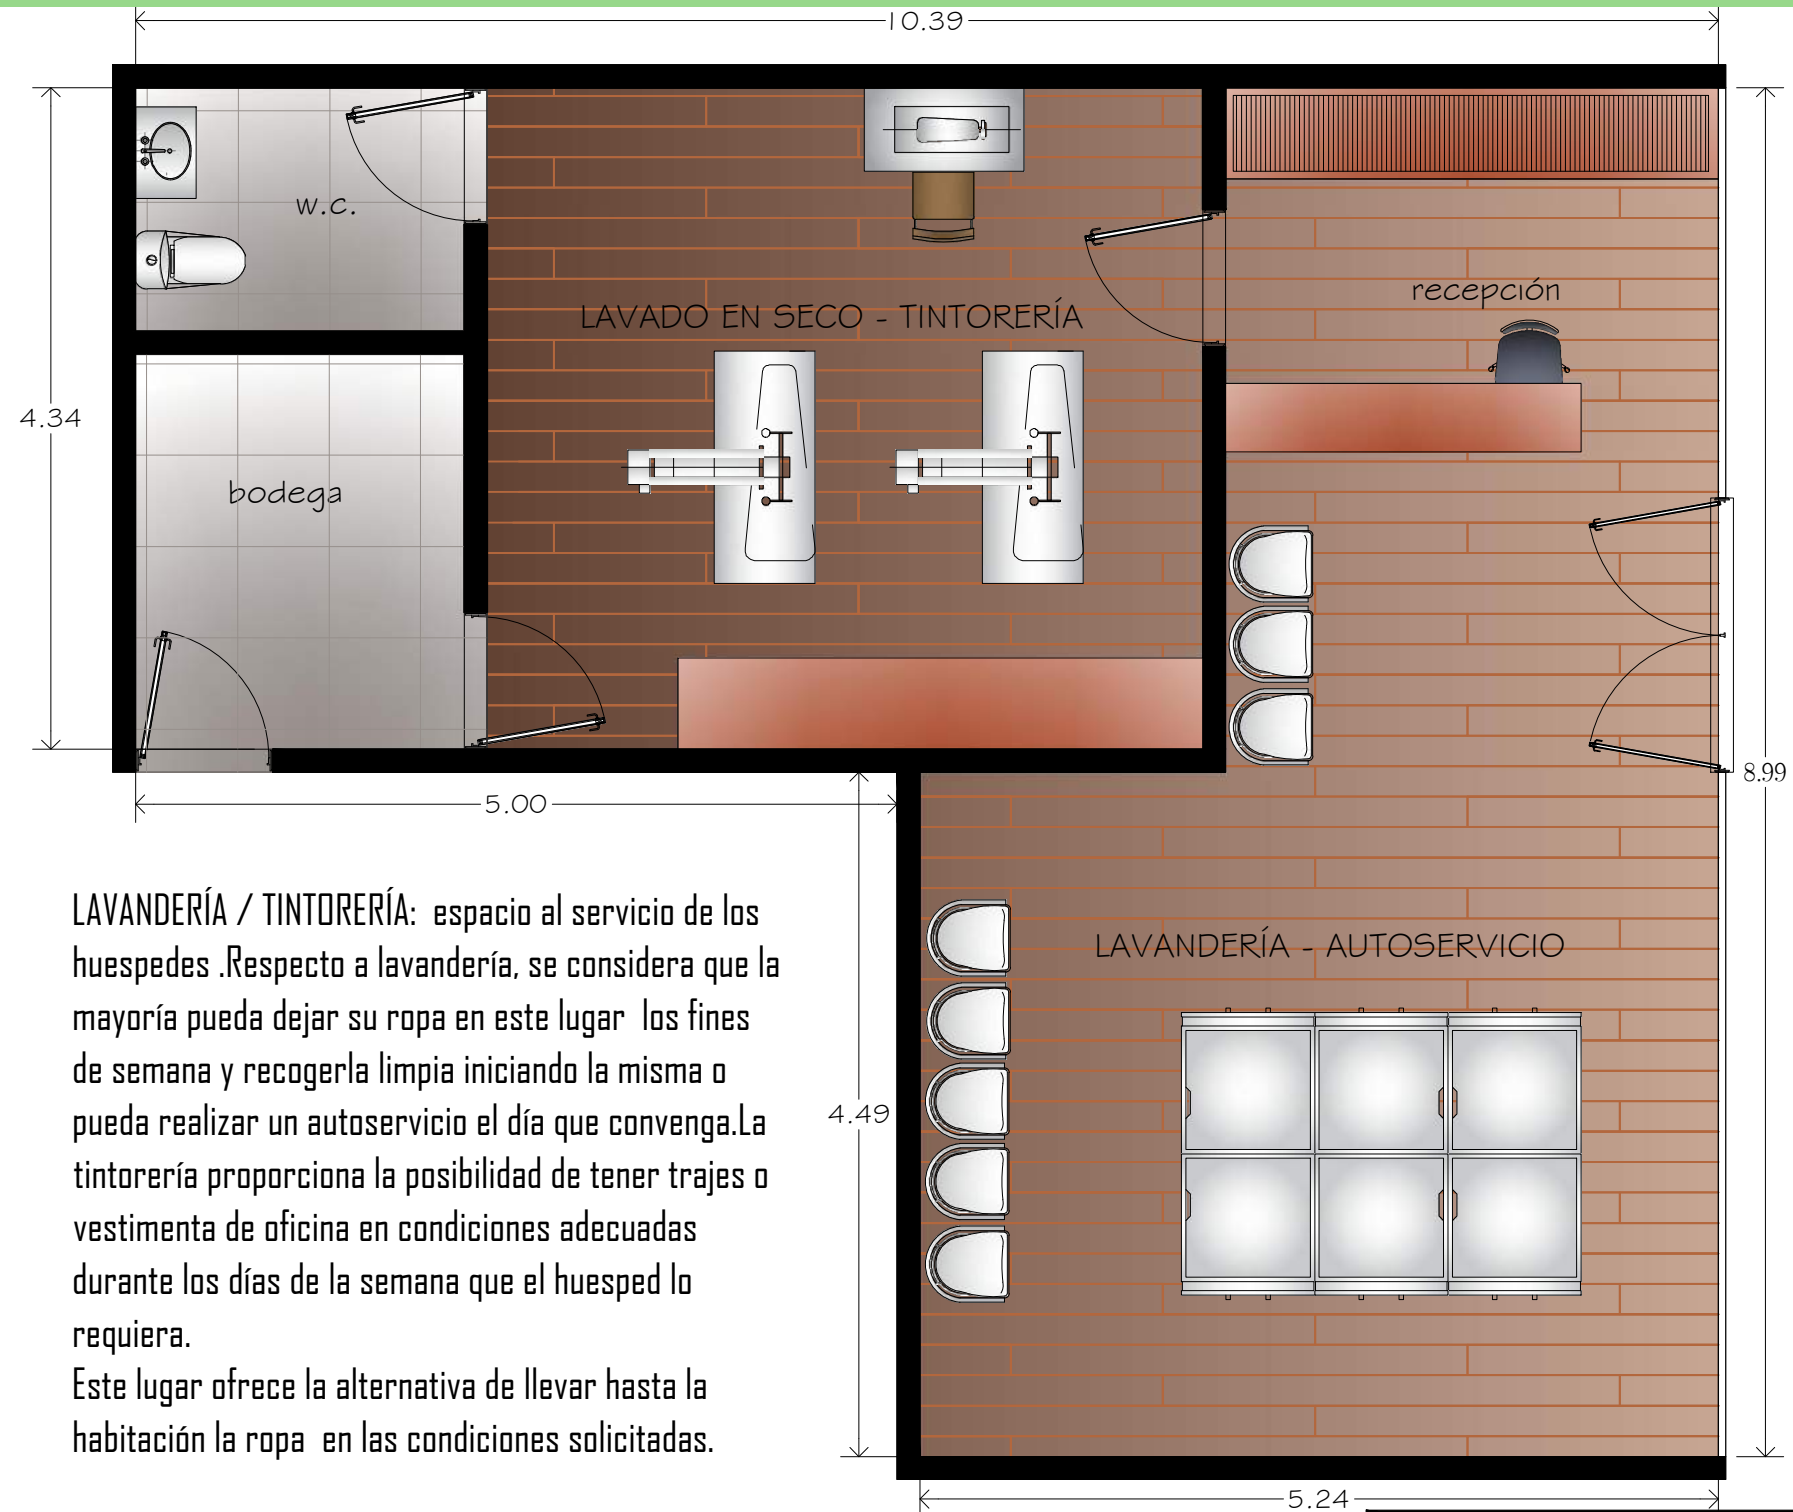 10.39
w.c.
LAVADO EN SECO - TINTORERÍA
recepción
4.34
bodega
8.99
5.00
LAVANDERÍA / TINTORERÍA:  espacio al servicio de los
huespedes .Respecto a lavandería, se considera que la
mayoría pueda dejar su ropa en este lugar  los fines
de semana y recogerla limpia iniciando la misma o
pueda realizar un autoservicio el día que convenga.La
tintorería proporciona la posibilidad de tener trajes o
vestimenta de oficina en condiciones adecuadas
durante los días de la semana que el huesped lo
requiera.
Este lugar ofrece la alternativa de llevar hasta la
habitación la ropa  en las condiciones solicitadas.
LAVANDERÍA - AUTOSERVICIO
4.49
5.24